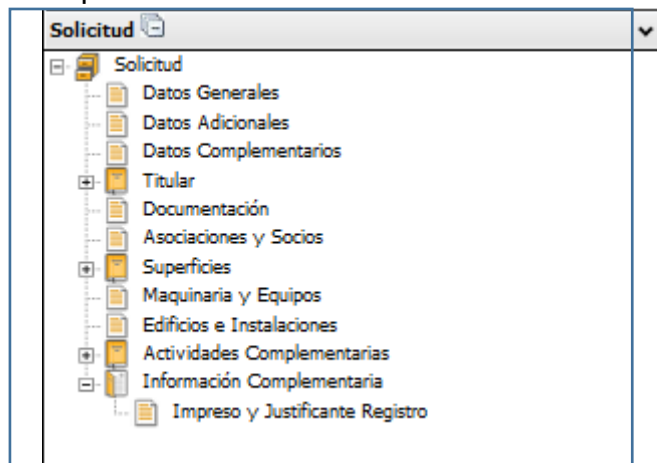 Solicitud
Solicitud
Datos Generales
Datos Adicionales
Datos Complementarios
Titular
Documentación
Asociaciones y Socios
Superficies
Maquinaria y Equipos
Edificios e Instalaciones
Actividades Complementarias
Información Complementaria
Impreso y Justificante Registro